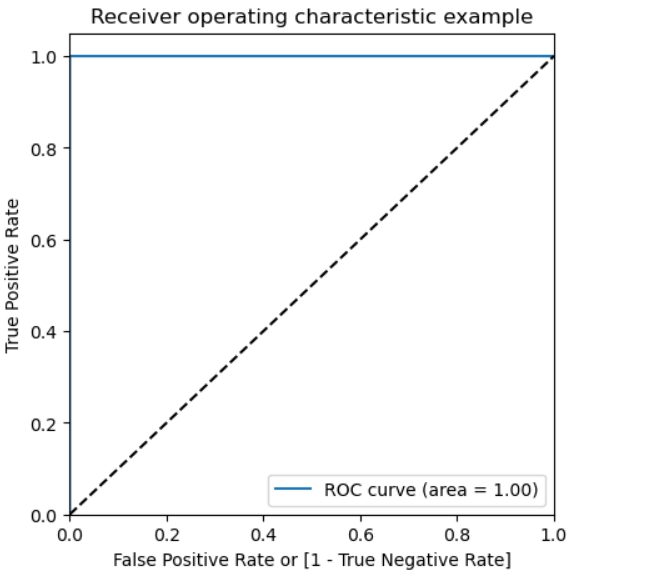 Receiver operating characteristic example
1.0
0.8
0.6
0.4
0.2
0.0
True Positive Rate
ROC curve (area = 1.00)
0.0 0.2 0.4 0.6 0.8 1.0
False Positive Rate or [1 - True Negative Rate]